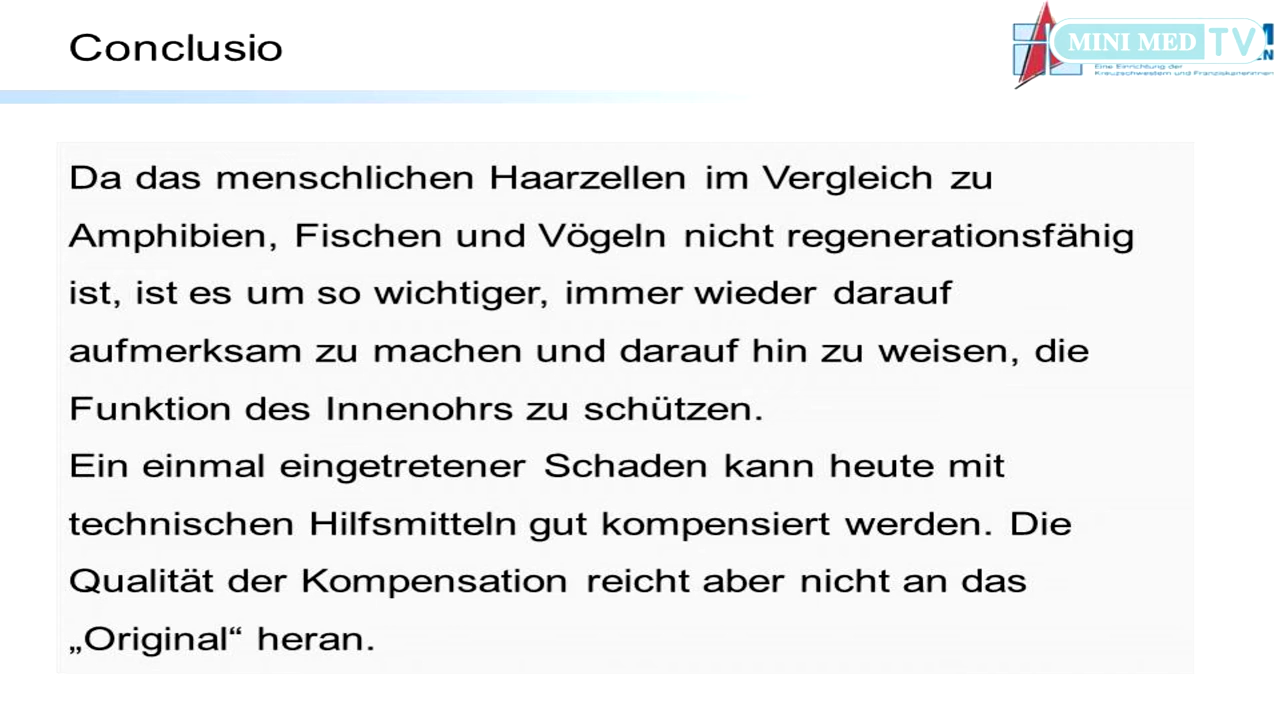 Conclusio
MINI MED TV
Eine Einrichtung der
Kreuzschwestern und Franziskanerinnen
Da das menschlichen Haarzellen im Vergleich zu
Amphibien, Fischen und Vögeln nicht regenerationsfähig
ist, ist es um so wichtiger, immer wieder darauf
aufmerksam zu machen und darauf hin zu weisen, die
Funktion des Innenohrs zu schützen.
Ein einmal eingetretener Schaden kann heute mit
technischen Hilfsmitteln gut kompensiert werden. Die
Qualität der Kompensation reicht aber nicht an das
„Original“ heran.